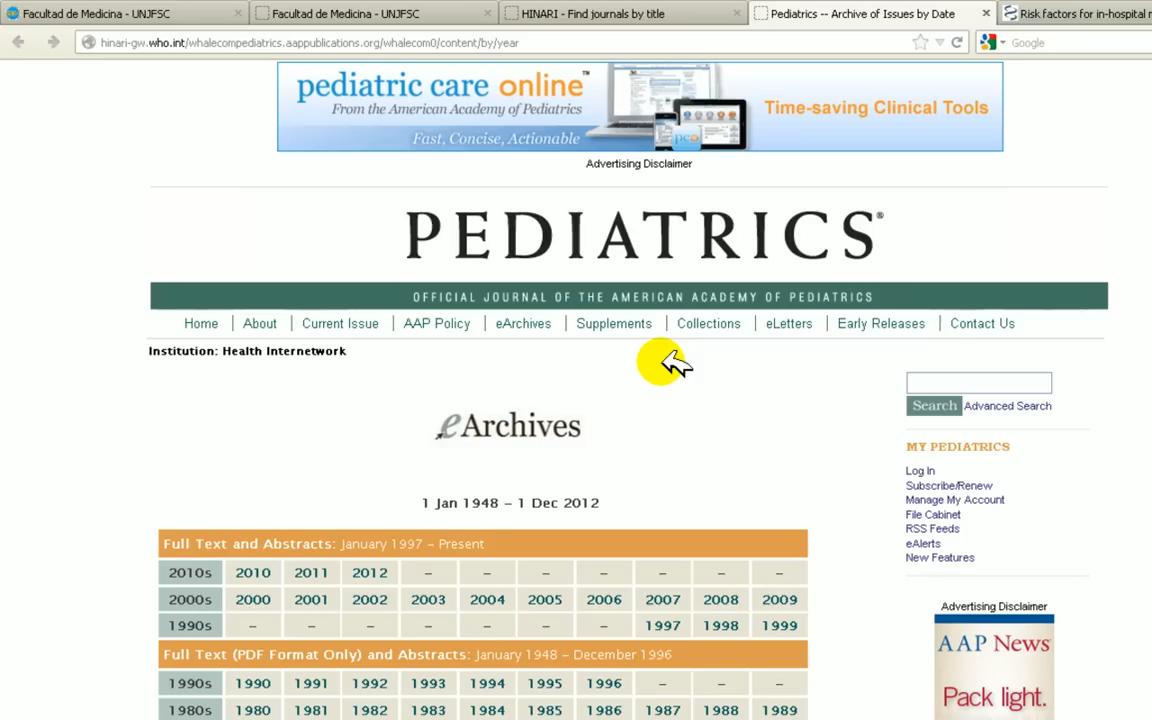 Facultad de Medicina - UNJFSC
Facultad de Medicina - UNJFSC
HINARI - Find journals by title
Pediatrics -- Archive of Issues by Date
Risk factors for in-hospital
hinari-gw.who.int/whalecompediatrics.aappublications.org/whalecom0/content/by/year
Google
pediatric care online™
From the American Academy of Pediatrics
Fast, Concise, Actionable
pco
Time-saving Clinical Tools
Advertising Disclaimer
PEDIATRICS®
OFFICIAL JOURNAL OF THE AMERICAN ACADEMY OF PEDIATRICS
Home | About | Current Issue | AAP Policy | eArchives | Supplements | Collections | eLetters | Early Releases | Contact Us
Institution: Health Internetwork
Search Advanced Search
eArchives
MY PEDIATRICS
Log In
Subscribe/Renew
Manage My Account
File Cabinet
RSS Feeds
eAlerts
New Features
1 Jan 1948 – 1 Dec 2012
Full Text and Abstracts: January 1997 – Present
2010s 2010 2011 2012 – – – – – – –
2000s 2000 2001 2002 2003 2004 2005 2006 2007 2008 2009
1990s – – – – – – – 1997 1998 1999
Full Text (PDF Format Only) and Abstracts: January 1948 – December 1996
1990s 1990 1991 1992 1993 1994 1995 1996 – – –
1980s 1980 1981 1982 1983 1984 1985 1986 1987 1988 1989
Advertising Disclaimer
AAP News
Pack light.